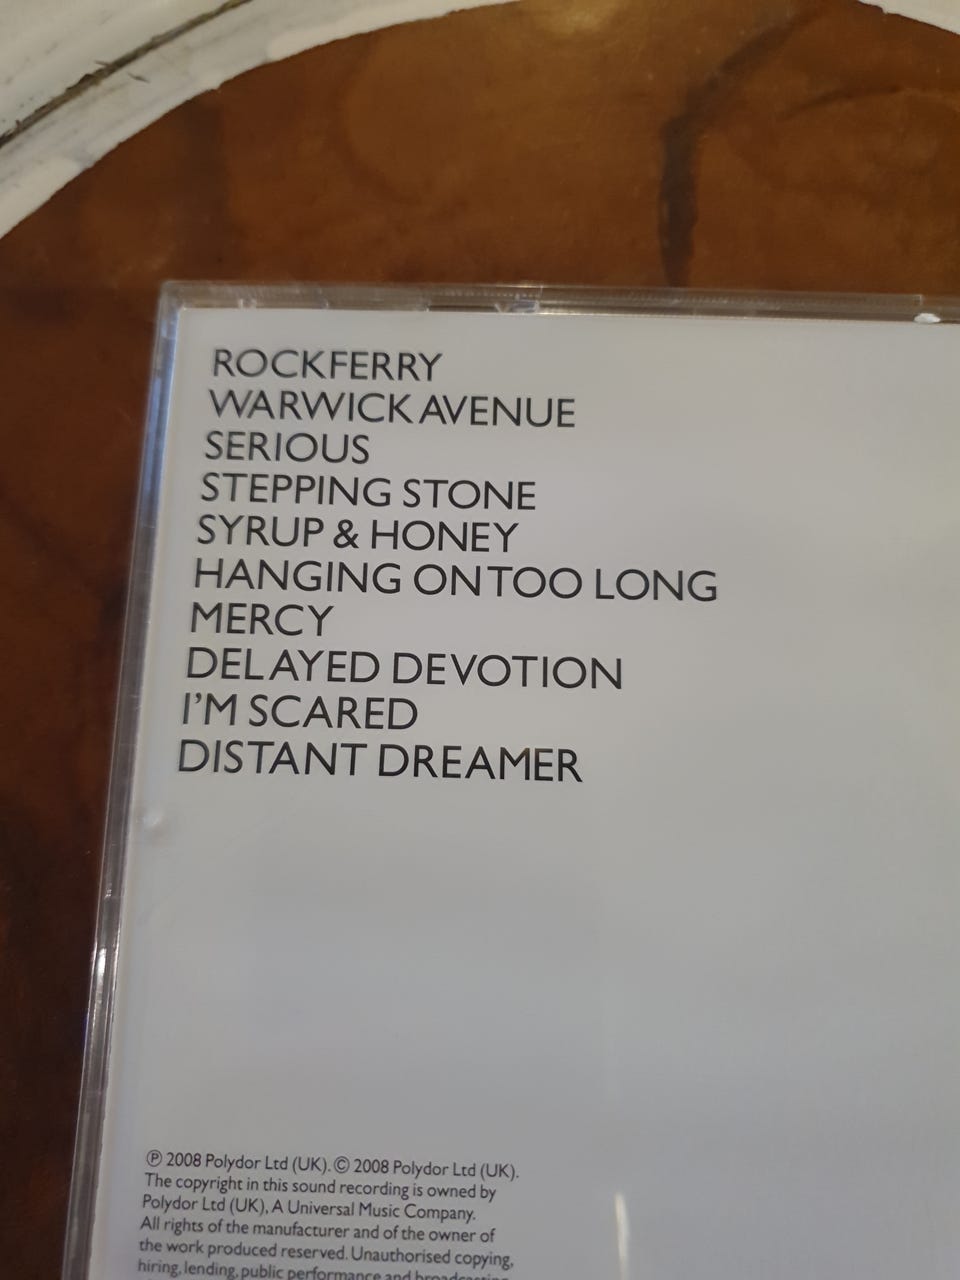 ROCKFERRY
WARWICK AVENUE
SERIOUS
STEPPING STONE
SYRUP & HONEY
HANGING ON TOO LONG
MERCY
DELAYED DEVOTION
I'M SCARED
DISTANT DREAMER
℗ 2008 Polydor Ltd (UK). © 2008 Polydor Ltd (UK).
The copyright in this sound recording is owned by
Polydor Ltd (UK), A Universal Music Company.
All rights of the manufacturer and of the owner of
the work produced reserved. Unauthorised copying,
hiring, lending, public performance and broadcasting